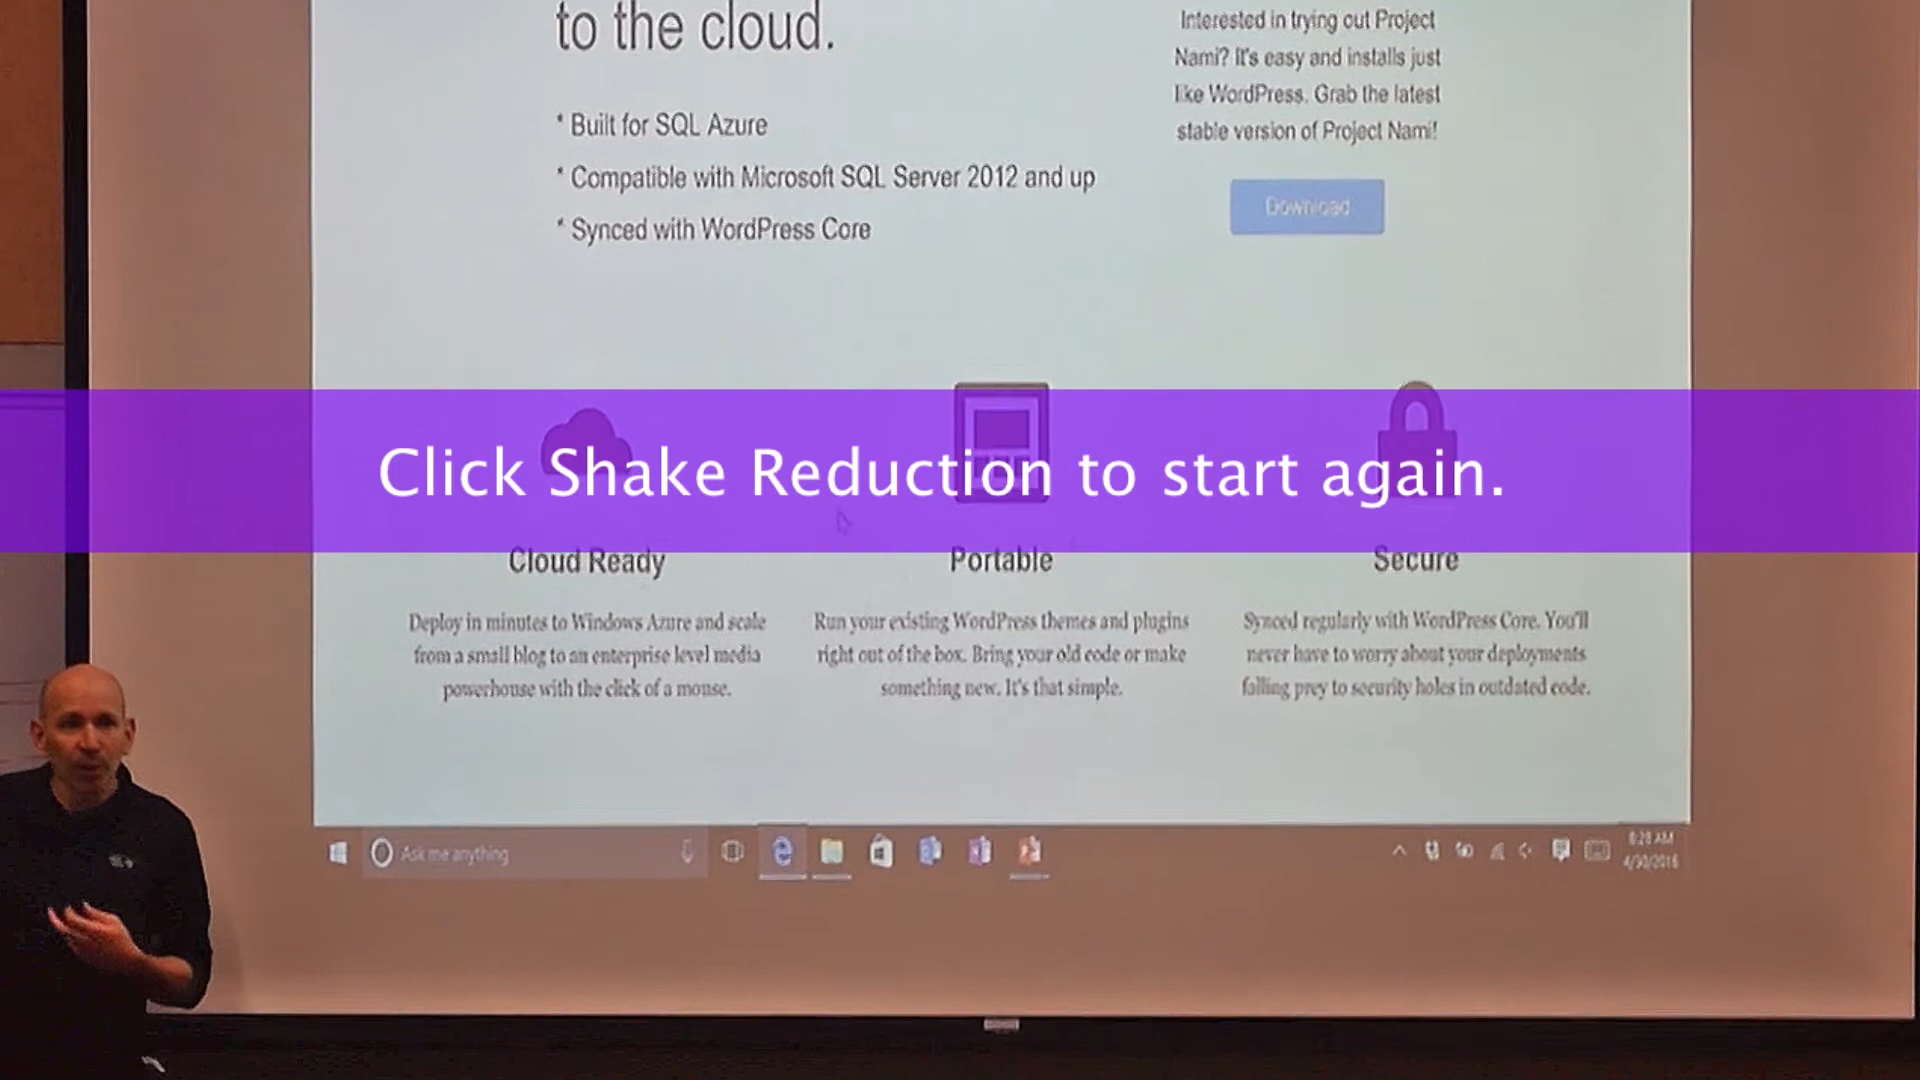 to the cloud.
* Built for SQL Azure
* Compatible with Microsoft SQL Server 2012 and up
* Synced with WordPress Core
Interested in trying out Project
Nami? It's easy and installs just
like WordPress. Grab the latest
stable version of Project Nami!
Download
Click Shake Reduction to start again.
Cloud Ready
Deploy in minutes to Windows Azure and scale
from a small blog to an enterprise level media
powerhouse with the click of a mouse.
Portable
Run your existing WordPress themes and plugins
right out of the box. Bring your old code or make
something new. It's that simple.
Secure
Synced regularly with WordPress Core. You'll
never have to worry about your deployments
falling prey to security holes in outdated code.
Ask me anything
8:28 AM
4/30/2016